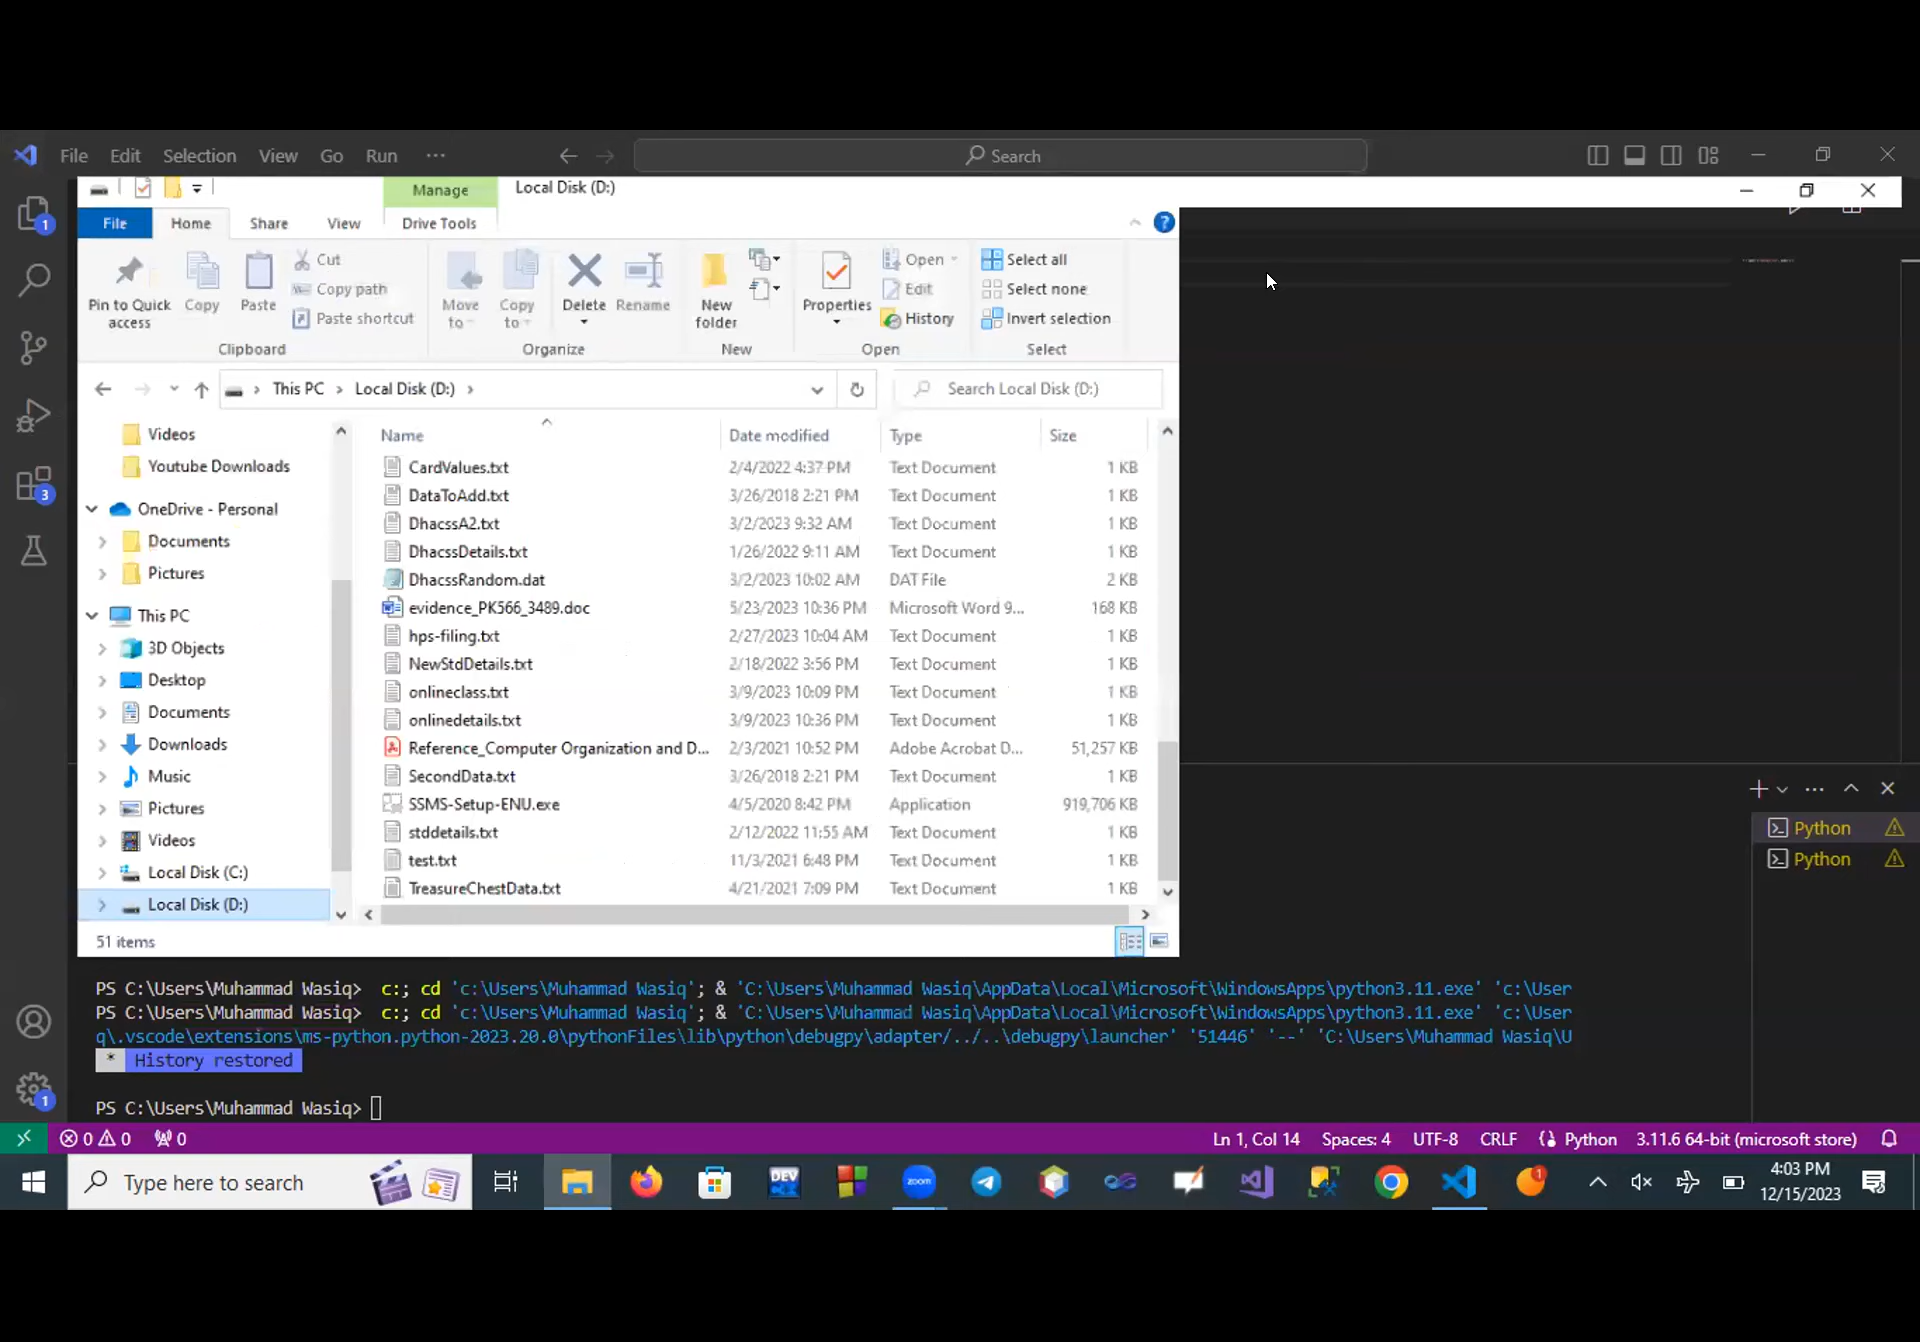 File Edit Selection View Go Run ... Search
Manage Local Disk (D:)
File Home Share View Drive Tools
Pin to Quick access Copy Paste Cut Copy path Paste shortcut
Move to Copy to Delete Rename New folder Properties Open Edit History Select all Select none Invert selection
Clipboard Organize New Open Select
This PC > Local Disk (D:) > Search Local Disk (D:)
Videos
Youtube Downloads
OneDrive - Personal
Documents
Pictures
This PC
3D Objects
Desktop
Documents
Downloads
Music
Pictures
Videos
Local Disk (C:)
Local Disk (D:)
Name Date modified Type Size
CardValues.txt 2/4/2022 4:37 PM Text Document 1 KB
DataToAdd.txt 3/26/2018 2:21 PM Text Document 1 KB
DhacssA2.txt 3/2/2023 9:32 AM Text Document 1 KB
DhacssDetails.txt 1/26/2022 9:11 AM Text Document 1 KB
DhacssRandom.dat 3/2/2023 10:02 AM DAT File 2 KB
evidence_PK566_3489.doc 5/23/2023 10:36 PM Microsoft Word 9... 168 KB
hps-filing.txt 2/27/2023 10:04 AM Text Document 1 KB
NewStdDetails.txt 2/18/2022 3:56 PM Text Document 1 KB
onlineclass.txt 3/9/2023 10:09 PM Text Document 1 KB
onlinedetails.txt 3/9/2023 10:36 PM Text Document 1 KB
Reference_Computer Organization and D... 2/3/2021 10:52 PM Adobe Acrobat D... 51,257 KB
SecondData.txt 3/26/2018 2:21 PM Text Document 1 KB
SSMS-Setup-ENU.exe 4/5/2020 8:42 PM Application 919,706 KB
stddetails.txt 2/12/2022 11:55 AM Text Document 1 KB
test.txt 11/3/2021 6:48 PM Text Document 1 KB
TreasureChestData.txt 4/21/2021 7:09 PM Text Document 1 KB
51 items
Python
Python
PS C:\Users\Muhammad Wasiq> c:; cd 'c:\Users\Muhammad Wasiq'; & 'C:\Users\Muhammad Wasiq\AppData\Local\Microsoft\WindowsApps\python3.11.exe' 'c:\User
PS C:\Users\Muhammad Wasiq> c:; cd 'c:\Users\Muhammad Wasiq'; & 'C:\Users\Muhammad Wasiq\AppData\Local\Microsoft\WindowsApps\python3.11.exe' 'c:\User
q\.vscode\extensions\ms-python.python-2023.20.0\pythonFiles\lib\python\debugpy\adapter/../..\debugpy\launcher' '51446' '--' 'C:\Users\Muhammad Wasiq\U
* History restored
PS C:\Users\Muhammad Wasiq>
0 0 0 Ln 1, Col 14 Spaces: 4 UTF-8 CRLF Python 3.11.6 64-bit (microsoft store)
Type here to search DEV zoom 1 4:03 PM
12/15/2023